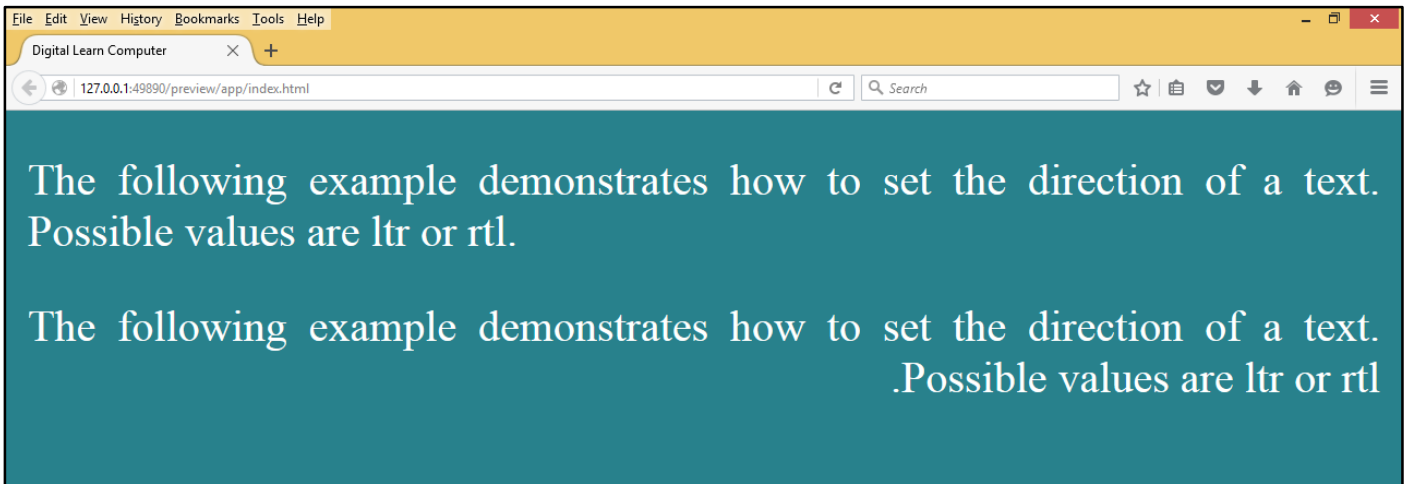 File Edit View History Bookmarks Tools Help
Digital Learn Computer
127.0.0.1:49890/preview/app/index.html
Search
The following example demonstrates how to set the direction of a text.
Possible values are ltr or rtl.
The following example demonstrates how to set the direction of a text.
.Possible values are ltr or rtl